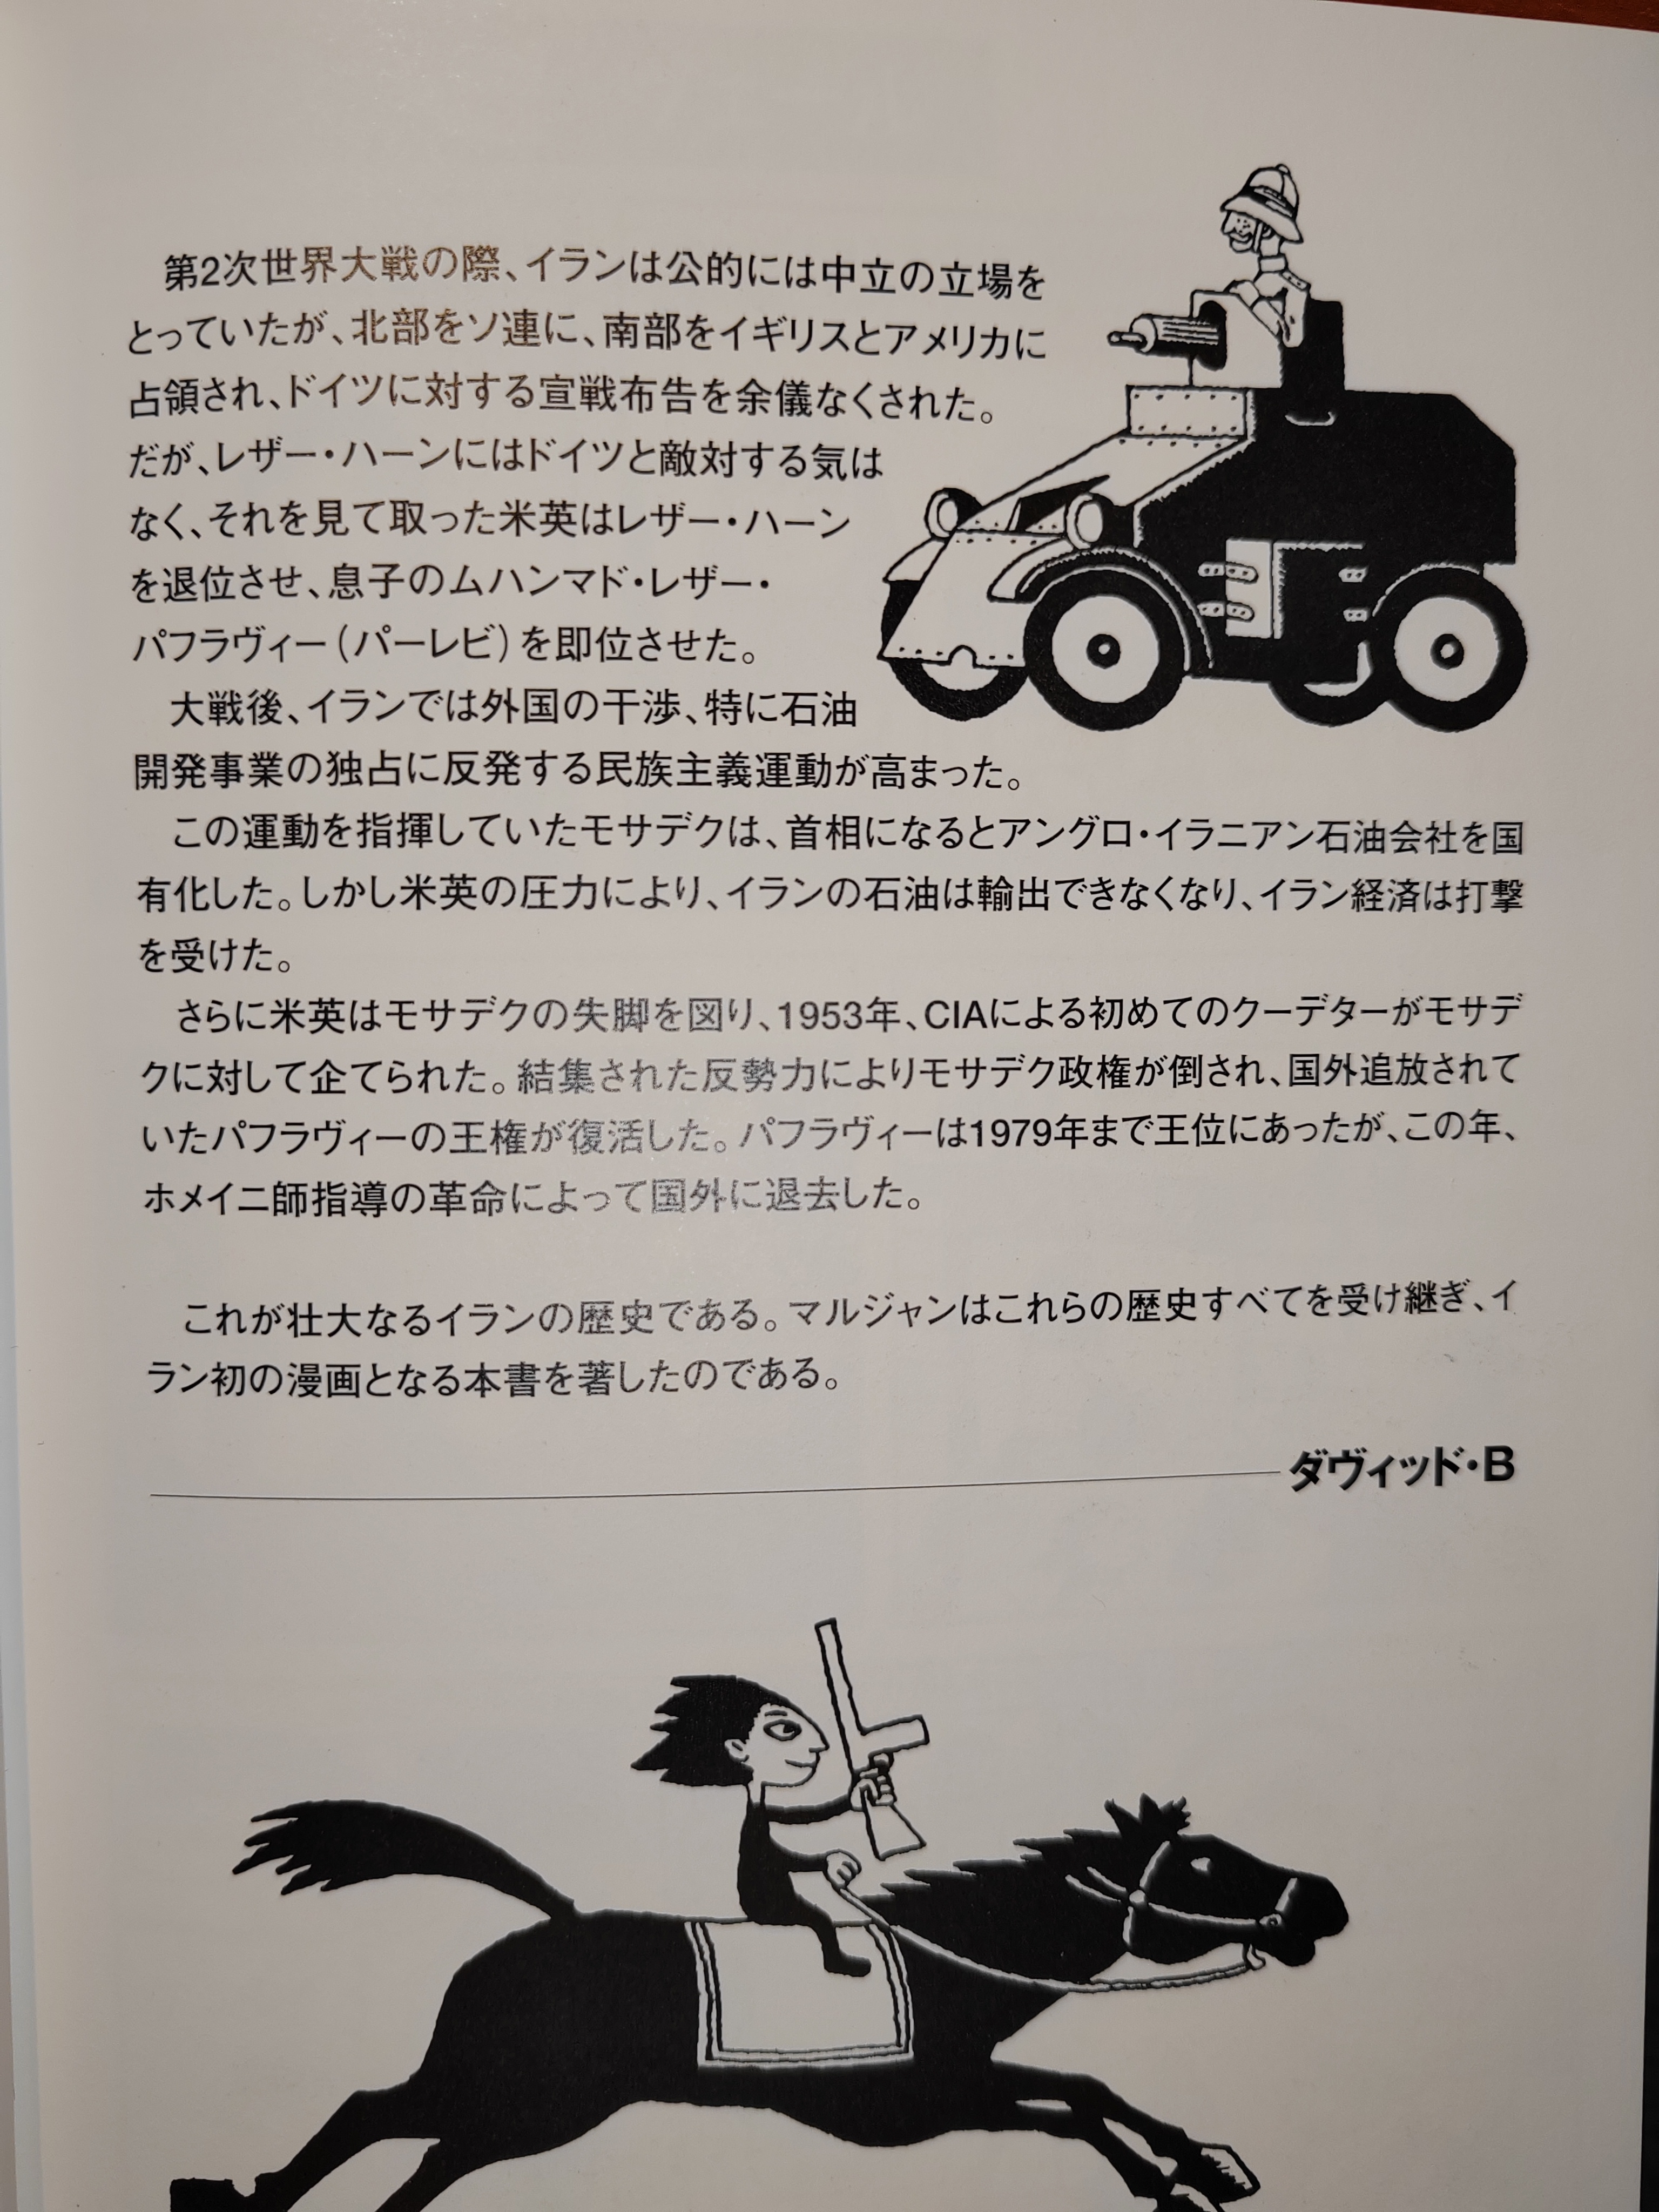 第2次世界大戦の際、イランは公的には中立の立場を
とっていたが、北部をソ連に、南部をイギリスとアメリカに
占領され、ドイツに対する宣戦布告を余儀なくされた。
だが、レザー・ハーンにはドイツと敵対する気は
なく、それを見て取った米英はレザー・ハーン
を退位させ、息子のムハンマド・レザー・
パフラヴィー（パーレビ）を即位させた。
大戦後、イランでは外国の干渉、特に石油
開発事業の独占に反発する民族主義運動が高まった。
この運動を指揮していたモサデクは、首相になるとアングロ・イラニアン石油会社を国
有化した。しかし米英の圧力により、イランの石油は輸出できなくなり、イラン経済は打撃
を受けた。
さらに米英はモサデクの失脚を図り、1953年、CIAによる初めてのクーデターがモサデ
クに対して企てられた。結集された反勢力によりモサデク政権が倒され、国外追放されて
いたパフラヴィーの王権が復活した。パフラヴィーは1979年まで王位にあったが、この年、
ホメイニ師指導の革命によって国外に退去した。
これが壮大なるイランの歴史である。マルジャンはこれらの歴史すべてを受け継ぎ、イ
ラン初の漫画となる本書を著したのである。
ダヴィッド・B